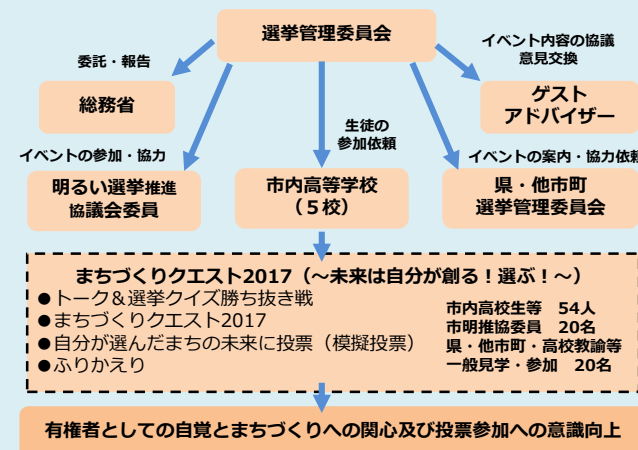 選挙管理委員会
委託・報告
イベント内容の協議
意見交換
総務省
ゲスト
アドバイザー
生徒の
参加依頼
イベントの参加・協力
イベントの案内・協力依頼
明るい選挙推進
協議会委員
市内高等学校
（５校）
県・他市町
選挙管理委員会
まちづくりクエスト2017（～未来は自分が創る！選ぶ！～）
●トーク＆選挙クイズ勝ち抜き戦
●まちづくりクエスト2017
●自分が選んだまちの未来に投票（模擬投票）
●ふりかえり
市内高校生等　54人
市明推協委員　20名
県・他市町・高校教諭等
一般見学・参加　20名
有権者としての自覚とまちづくりへの関心及び投票参加への意識向上